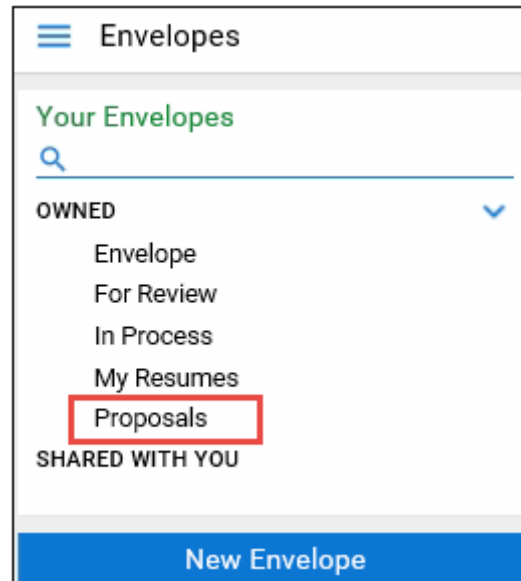 Envelopes
Your Envelopes
OWNED
Envelope
For Review
In Process
My Resumes
Proposals
SHARED WITH YOU
New Envelope